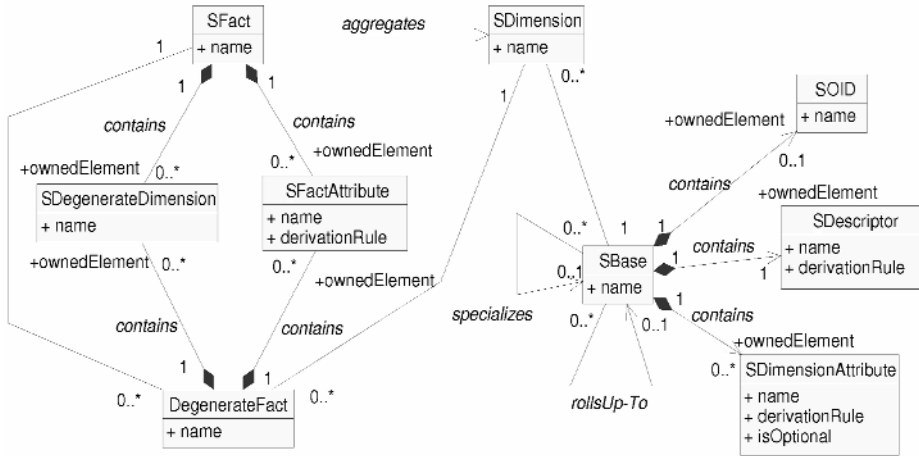 SFact
+ name
aggregates
SDimension
+ name
1
1
1
1
0..*
contains
contains
SOID
+ name
+ownedElement
0..1
contains
+ownedElement
0..*
+ownedElement
0..*
SDegenerateDimension
+ name
SFactAttribute
+ name
+ derivationRule
+ownedElement
SDescriptor
+ name
+ derivationRule
+ownedElement
0..*
0..*
+ownedElement
0..*
1
1
SBase
+ name
0..1
1
contains
1
specializes
0..*
0..1
1
contains
contains
contains
+ownedElement
0..*
SDimensionAttribute
+ name
+ derivationRule
+ isOptional
1
1
0..*
DegenerateFact
+ name
0..*
rollsUp-To